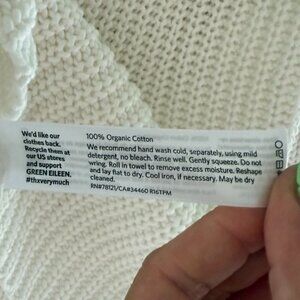 We'd like our
clothes back.
Recycle them at
our US stores
and support
GREEN EILEEN.
#thxverymuch
100% Organic Cotton
We recommend hand wash cold, separately, using mild
detergent, no bleach. Rinse well. Gently squeeze. Do not
wring. Roll in towel to remove excess moisture. Reshape
and lay flat to dry. Cool Iron, if necessary. May be dry
cleaned.
RN#78121/CA#34460 R16TPM